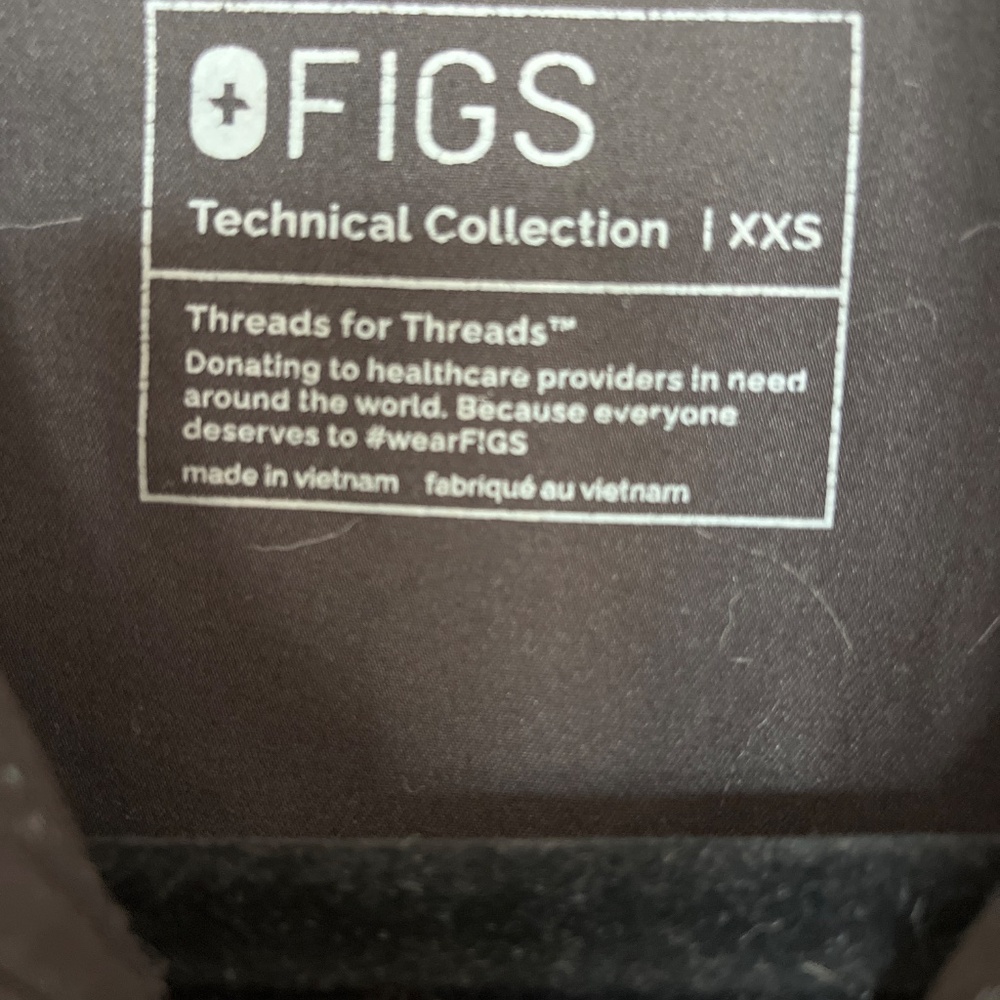 FIGS
Technical Collection | XXS
Threads for Threads™
Donating to healthcare providers in need
around the world. Because everyone
deserves to #wearFIGS
made in vietnam fabriqué au vietnam